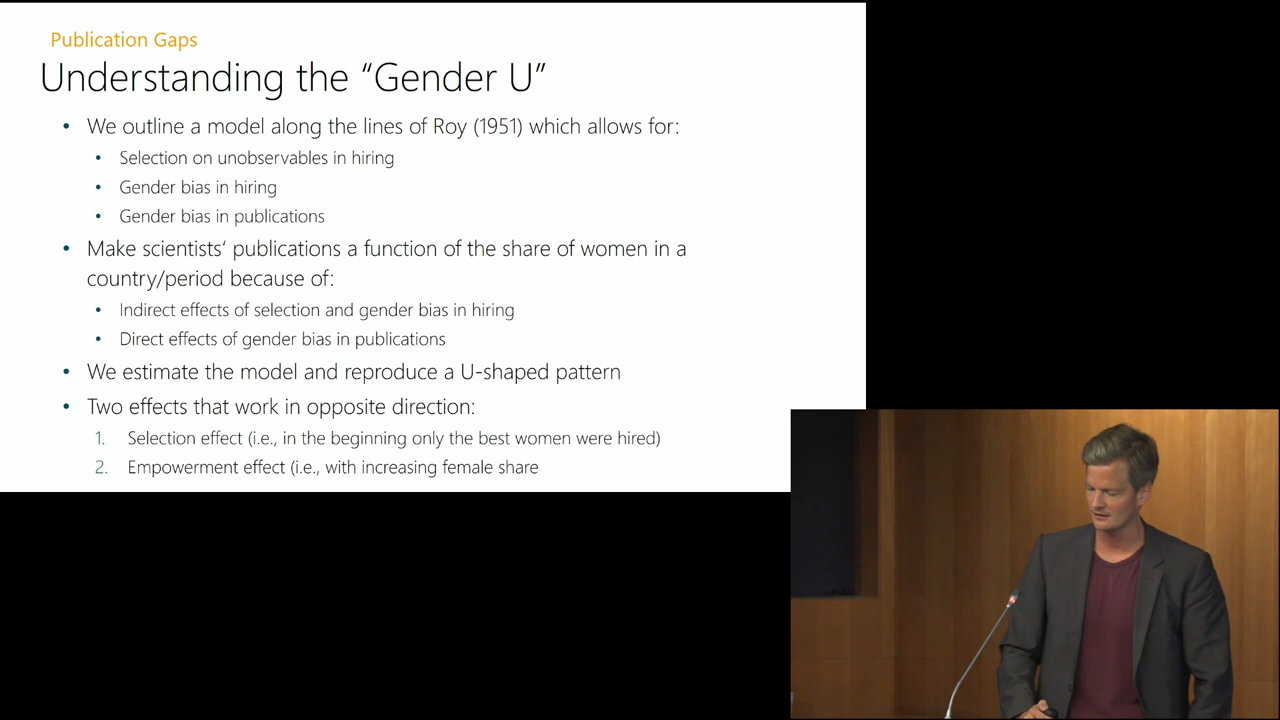 Publication Gaps
Understanding the “Gender U”
• We outline a model along the lines of Roy (1951) which allows for:
• Selection on unobservables in hiring
• Gender bias in hiring
• Gender bias in publications
• Make scientists‘ publications a function of the share of women in a
country/period because of:
• Indirect effects of selection and gender bias in hiring
• Direct effects of gender bias in publications
• We estimate the model and reproduce a U-shaped pattern
• Two effects that work in opposite direction:
1. Selection effect (i.e., in the beginning only the best women were hired)
2. Empowerment effect (i.e., with increasing female share